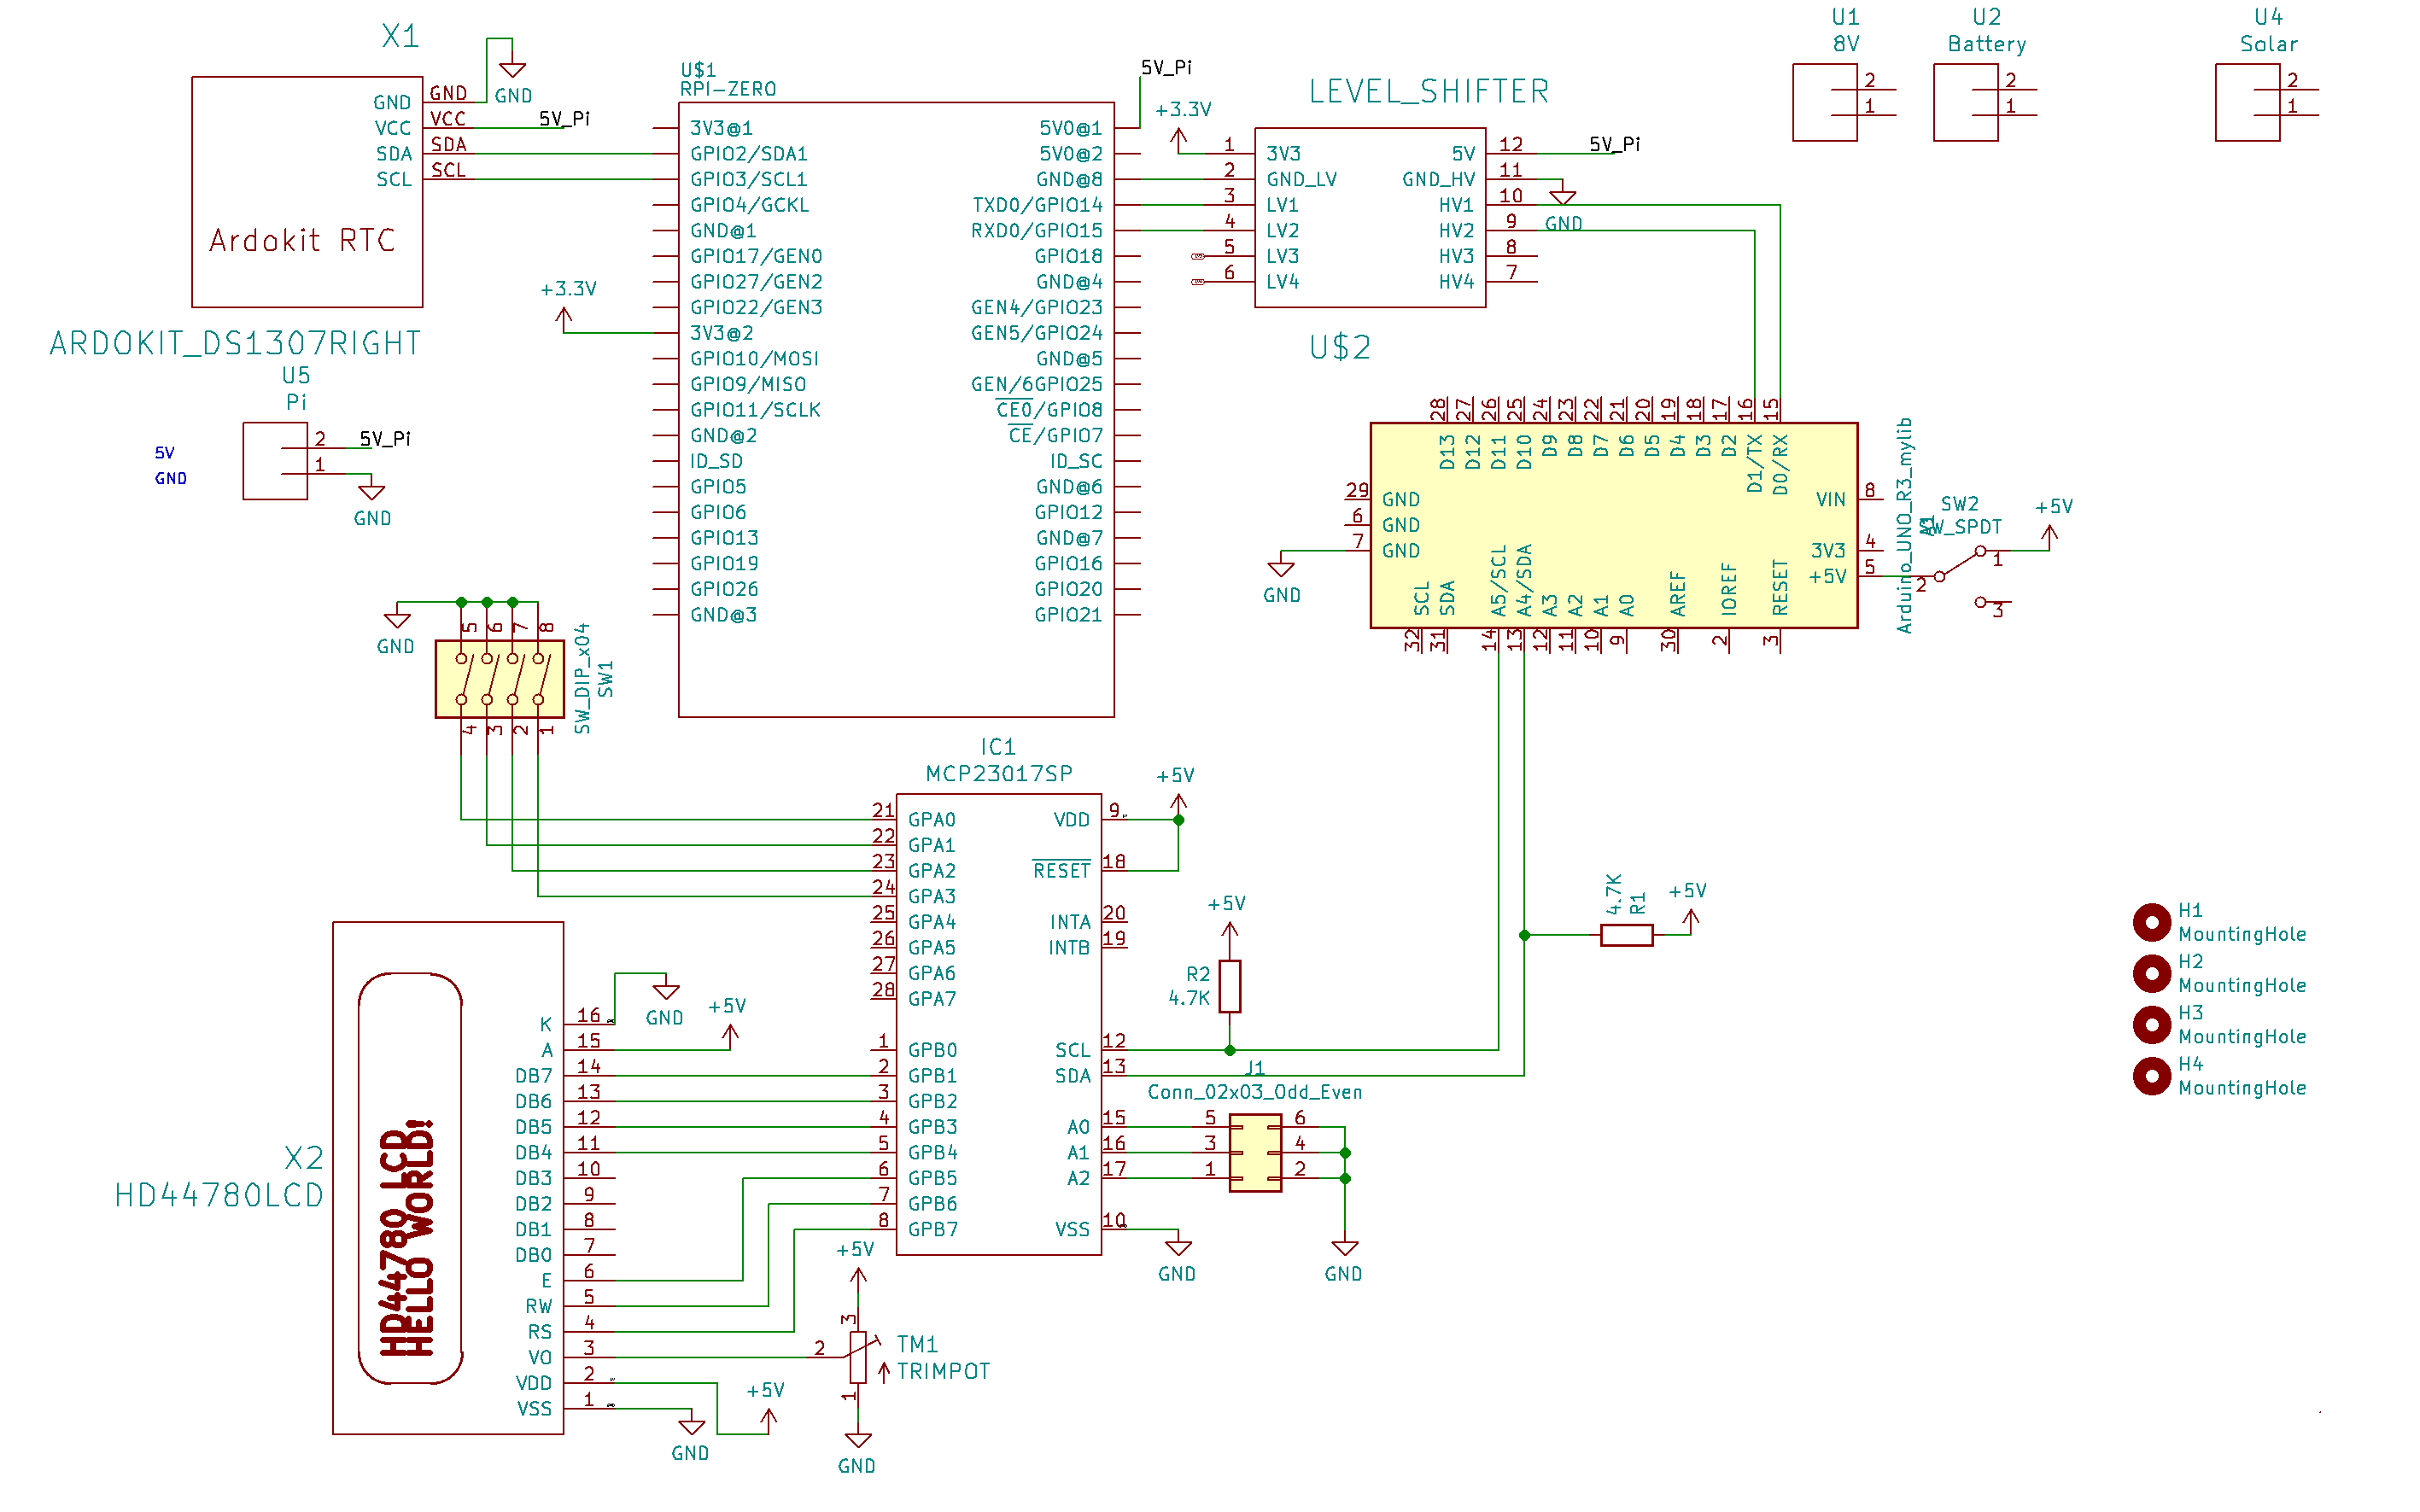 X1
GND
GND GND
VCC VCC
SDA SDA
SCL SCL
5V_Pi
Ardokit RTC
ARDOKIT_DS1307RIGHT
U5
Pi
2
1
5V_Pi
GND
5V
GND
U$1
RPI-ZERO
3V3@1
GPIO2/SDA1
GPIO3/SCL1
GPIO4/GCKL
GND@1
GPIO17/GEN0
GPIO27/GEN2
GPIO22/GEN3
3V3@2
GPIO10/MOSI
GPIO9/MISO
GPIO11/SCLK
GND@2
ID_SD
GPIO5
GPIO6
GPIO13
GPIO19
GPIO26
GND@3
5V0@1
5V0@2
GND@8
TXD0/GPIO14
RXD0/GPIO15
GPIO18
GND@4
GEN4/GPIO23
GEN5/GPIO24
GND@5
GEN/6GPIO25
CE0/GPIO8
CE/GPIO7
ID_SC
GND@6
GPIO12
GND@7
GPIO16
GPIO20
GPIO21
+3.3V
5V_Pi
+3.3V
LEVEL_SHIFTER
1 3V3
2 GND_LV
3 LV1
4 LV2
5 LV3
6 LV4
5V 12
GND_HV 11
HV1 10
HV2 9
HV3 8
HV4 7
5V_Pi
GND
U$2
U1
8V
2
1
U2
Battery
2
1
U4
Solar
2
1
28 27 26 25 24 23 22 21 20 19 18 17 16 15
D13 D12 D11 D10 D9 D8 D7 D6 D5 D4 D3 D2 D1/TX D0/RX
29 GND
6 GND
7 GND
GND
VIN 8
3V3 4
+5V 5
SCL SDA A5/SCL A4/SDA A3 A2 A1 A0 AREF IOREF RESET
32 31 14 13 12 11 10 9 30 2 3
Arduino_UNO_R3_mylib
SW2
SW_SPDT
+5V
1
2
3
GND
5 6 7 8
4 3 2 1
SW_DIP_x04
SW1
IC1
MCP23017SP
21 GPA0
22 GPA1
23 GPA2
24 GPA3
25 GPA4
26 GPA5
27 GPA6
28 GPA7
1 GPB0
2 GPB1
3 GPB2
4 GPB3
5 GPB4
6 GPB5
7 GPB6
8 GPB7
VDD 9
RESET 18
INTA 20
INTB 19
SCL 12
SDA 13
A0 15
A1 16
A2 17
VSS 10
+5V
+5V
R2
4.7K
4.7K
R1
+5V
J1
Conn_02x03_Odd_Even
5 6
3 4
1 2
GND
GND
X2
HD44780LCD
HD44780 LCD
HELLO WORLD!
K 16
A 15
DB7 14
DB6 13
DB5 12
DB4 11
DB3 10
DB2 9
DB1 8
DB0 7
E 6
RW 5
RS 4
VO 3
VDD 2
VSS 1
GND
+5V
+5V
GND
+5V
3
2
1
TM1
TRIMPOT
GND
H1
MountingHole
H2
MountingHole
H3
MountingHole
H4
MountingHole